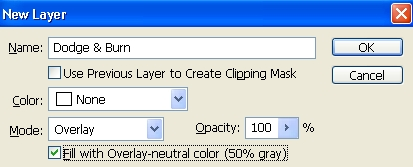 New Layer
Name: Dodge & Burn
OK
Use Previous Layer to Create Clipping Mask
Cancel
Color: None
Mode: Overlay Opacity: 100 %
Fill with Overlay-neutral color (50% gray)